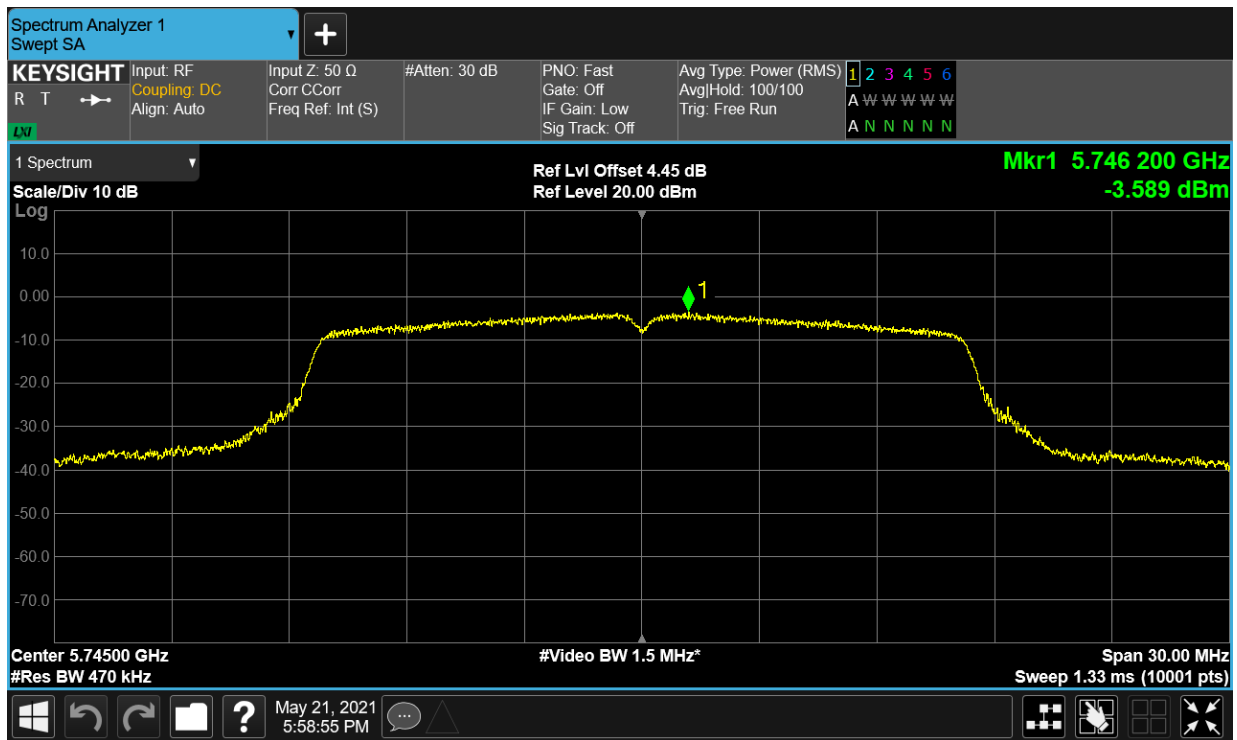 Spectrum Analyzer 1
Swept SA
KEYSIGHT
R T
LXI
Input: RF
Coupling: DC
Align: Auto
Input Z: 50 Ω
Corr CCorr
Freq Ref: Int (S)
#Atten: 30 dB
PNO: Fast
Gate: Off
IF Gain: Low
Sig Track: Off
Avg Type: Power (RMS)
Avg|Hold: 100/100
Trig: Free Run
1 2 3 4 5 6
A W W W W W
A N N N N N
1 Spectrum
Scale/Div 10 dB
Ref Lvl Offset 4.45 dB
Ref Level 20.00 dBm
Mkr1 5.746 200 GHz
-3.589 dBm
Log
10.0
0.00
1
-10.0
-20.0
-30.0
-40.0
-50.0
-60.0
-70.0
Center 5.74500 GHz
#Res BW 470 kHz
#Video BW 1.5 MHz*
Span 30.00 MHz
Sweep 1.33 ms (10001 pts)
?
May 21, 2021
5:58:55 PM